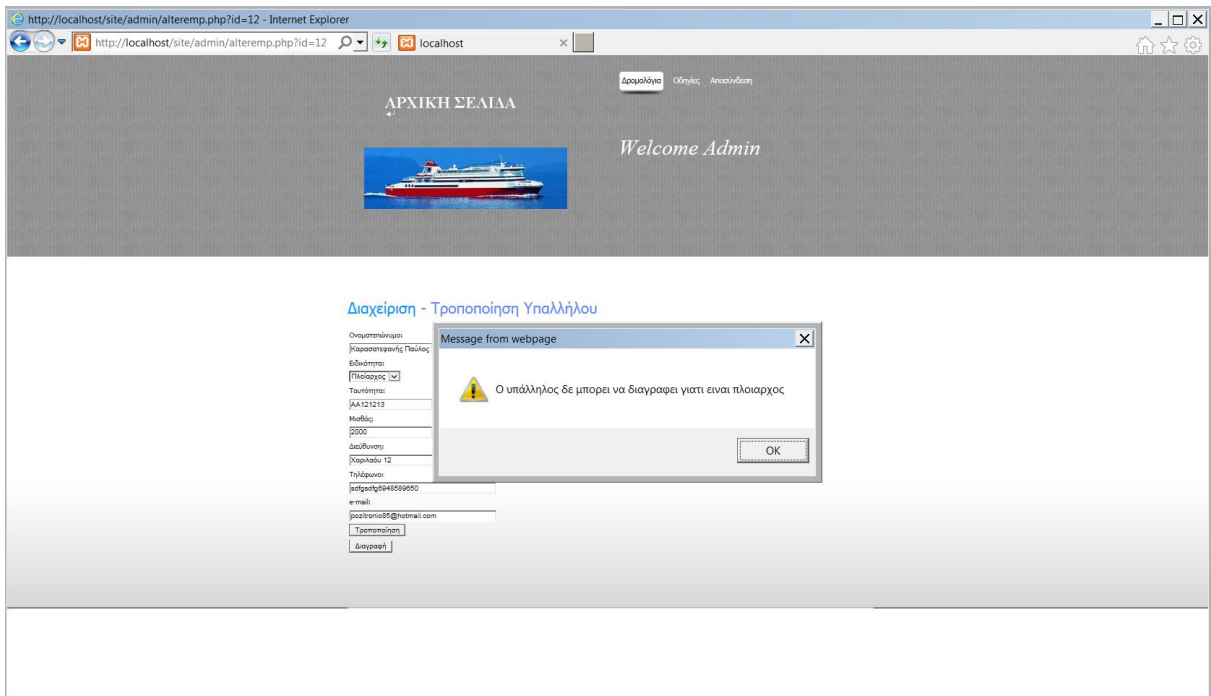 http://localhost/site/admin/alteremp.php?id=12 - Internet Explorer
http://localhost/site/admin/alteremp.php?id=12
localhost
Δρομολόγια Οδηγίες Αποσύνδεση
ΑΡΧΙΚΗ ΣΕΛΙΔΑ
Welcome Admin
Διαχείριση - Τροποποίηση Υπαλλήλου
Ονοματεπώνυμο:
Καρασατεφανής Παύλος
Ειδικότητα:
Πλοίαρχος
Ταυτότητα:
AA121213
Μισθός:
2000
Διεύθυνση:
Χαριλαόυ 12
Τηλέφωνο:
sdfgsdfg6948589650
e-mail:
pozitronio85@hotmail.com
Τροποποίηση
Διαγραφή
Message from webpage
Ο υπάλληλος δε μπορει να διαγραφει γιατι ειναι πλοιαρχος
OK